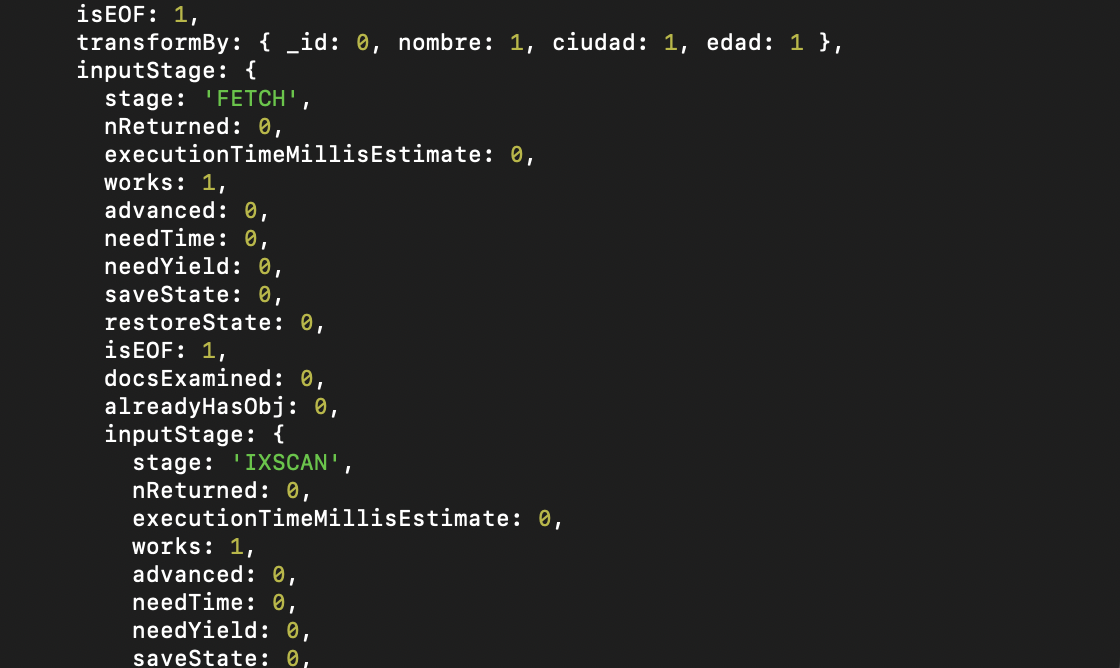 isEOF: 1,
transformBy: { _id: 0, nombre: 1, ciudad: 1, edad: 1 },
inputStage: {
stage: 'FETCH',
nReturned: 0,
executionTimeMillisEstimate: 0,
works: 1,
advanced: 0,
needTime: 0,
needYield: 0,
saveState: 0,
restoreState: 0,
isEOF: 1,
docsExamined: 0,
alreadyHasObj: 0,
inputStage: {
stage: 'IXSCAN',
nReturned: 0,
executionTimeMillisEstimate: 0,
works: 1,
advanced: 0,
needTime: 0,
needYield: 0,
saveState: 0,